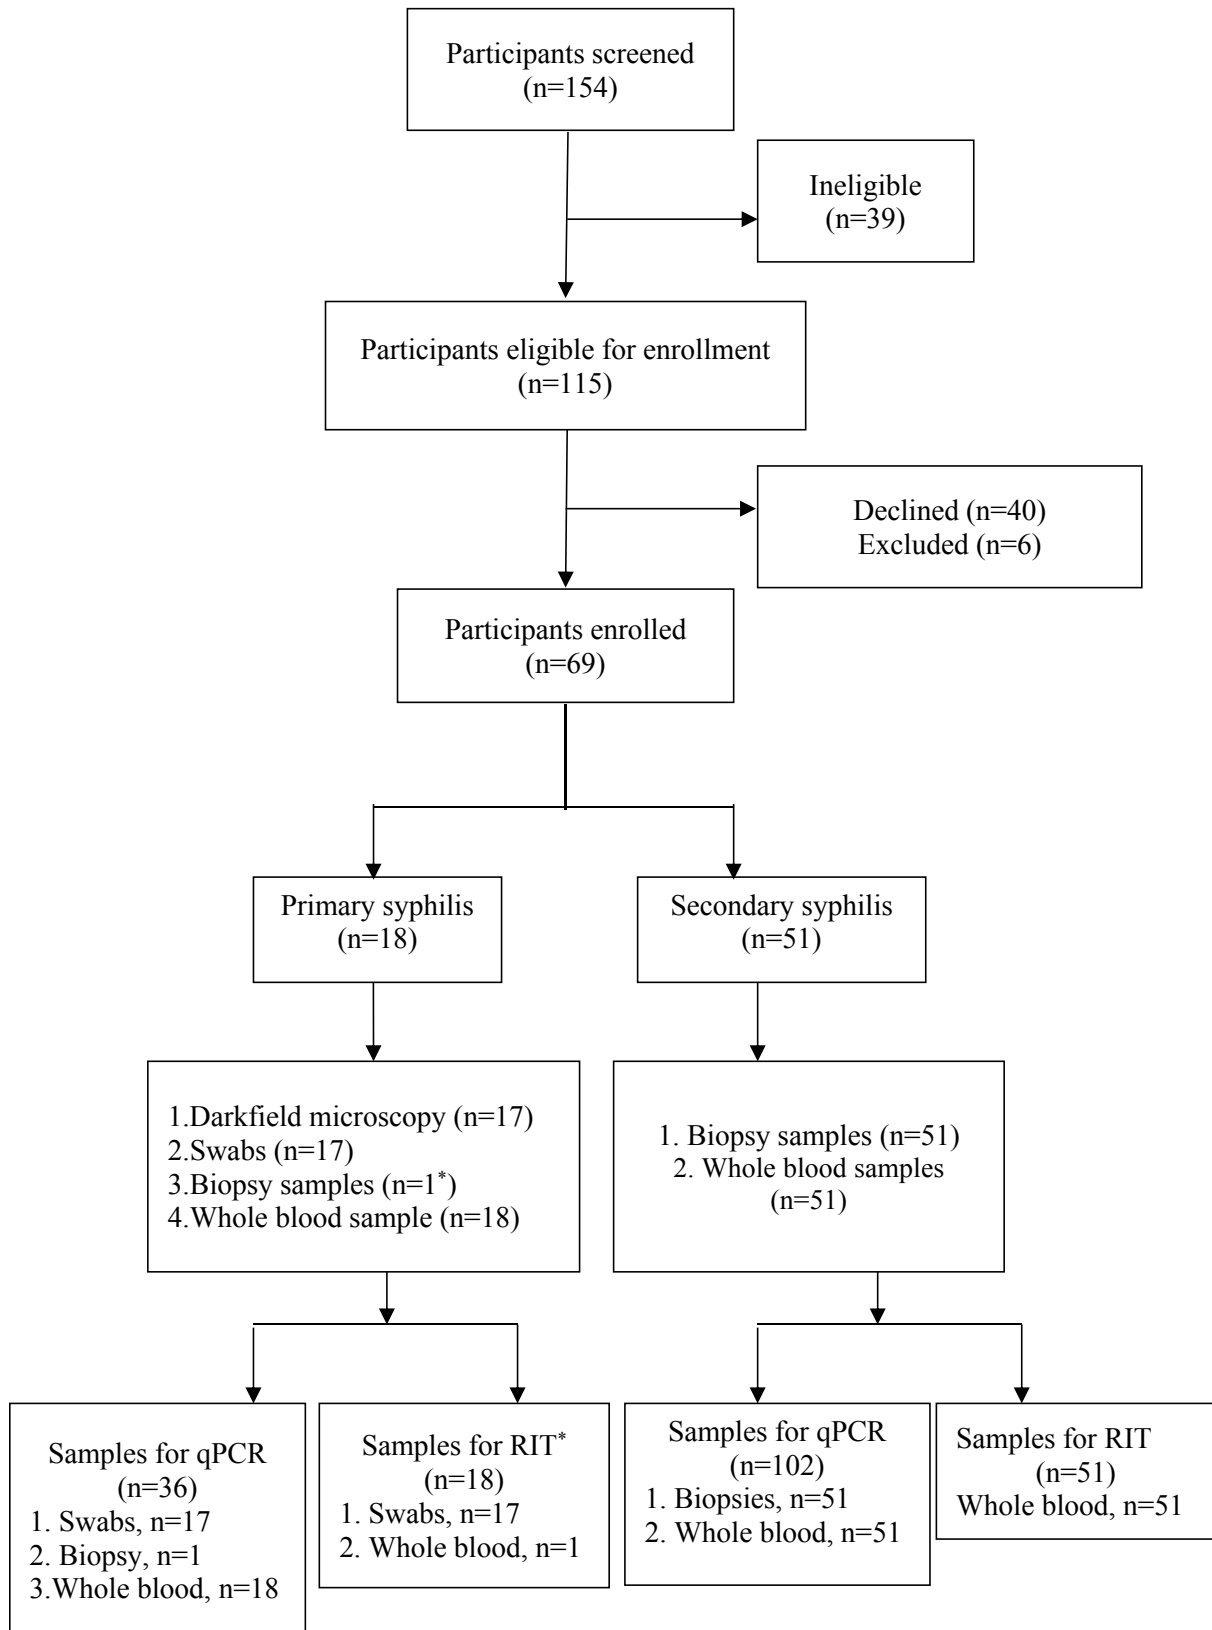 Participants screened
(n=154)
Ineligible
(n=39)
Participants eligible for enrollment
(n=115)
Declined (n=40)
Excluded (n=6)
Participants enrolled
(n=69)
Primary syphilis
(n=18)
Secondary syphilis
(n=51)
1.Darkfield microscopy (n=17)
2.Swabs (n=17)
3.Biopsy samples (n=1*)
4.Whole blood sample (n=18)
1. Biopsy samples (n=51)
2. Whole blood samples
(n=51)
Samples for qPCR
(n=36)
1. Swabs, n=17
2. Biopsy, n=1
3.Whole blood, n=18
Samples for RIT*
(n=18)
1. Swabs, n=17
2. Whole blood, n=1
Samples for qPCR
(n=102)
1. Biopsies, n=51
2. Whole blood, n=51
Samples for RIT
(n=51)
Whole blood, n=51